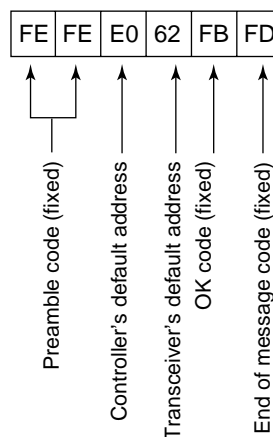 FE FE E0 62 FB FD
Preamble code (fixed)
Controller's default address
Transceiver's default address
OK code (fixed)
End of message code (fixed)